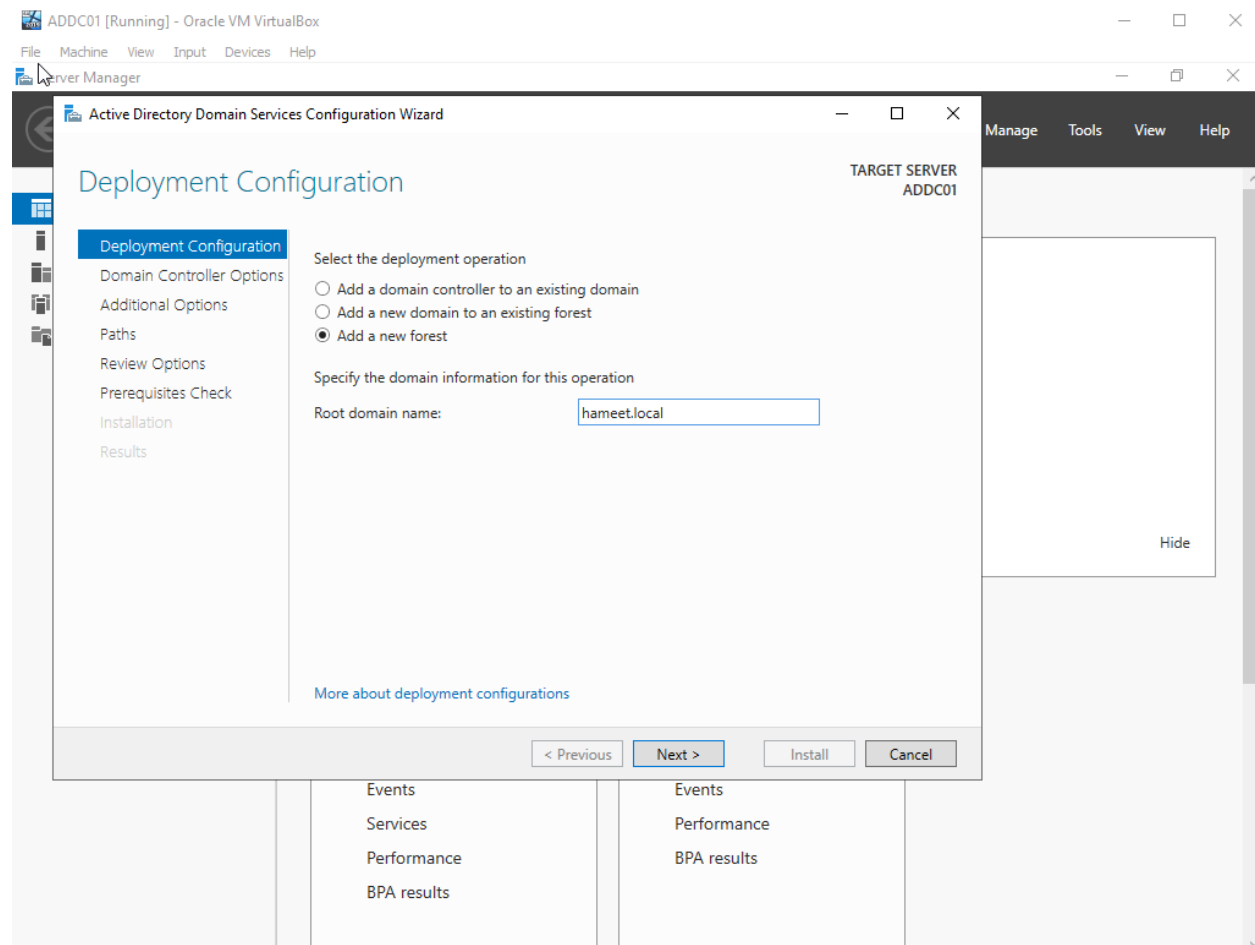 ADDC01 [Running] - Oracle VM VirtualBox
File Machine View Input Devices Help
Server Manager
Active Directory Domain Services Configuration Wizard
Manage Tools View Help
Deployment Configuration
TARGET SERVER
ADDC01
Deployment Configuration
Domain Controller Options
Additional Options
Paths
Review Options
Prerequisites Check
Installation
Results
Select the deployment operation
Add a domain controller to an existing domain
Add a new domain to an existing forest
Add a new forest
Specify the domain information for this operation
Root domain name: hameet.local
More about deployment configurations
Hide
< Previous Next > Install Cancel
Events
Services
Performance
BPA results
Events
Performance
BPA results